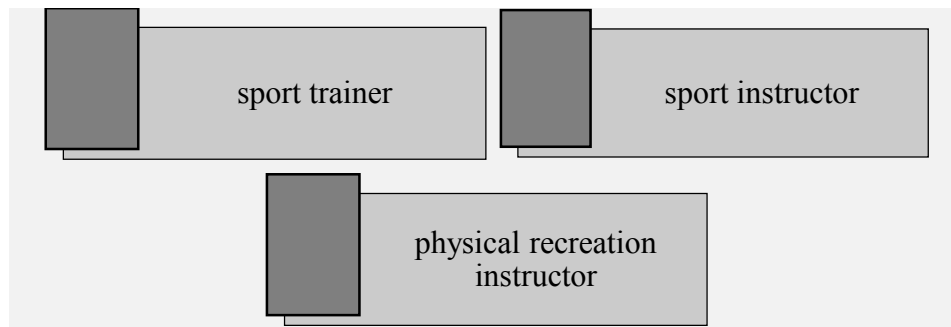 sport trainer
sport instructor
physical recreation
instructor